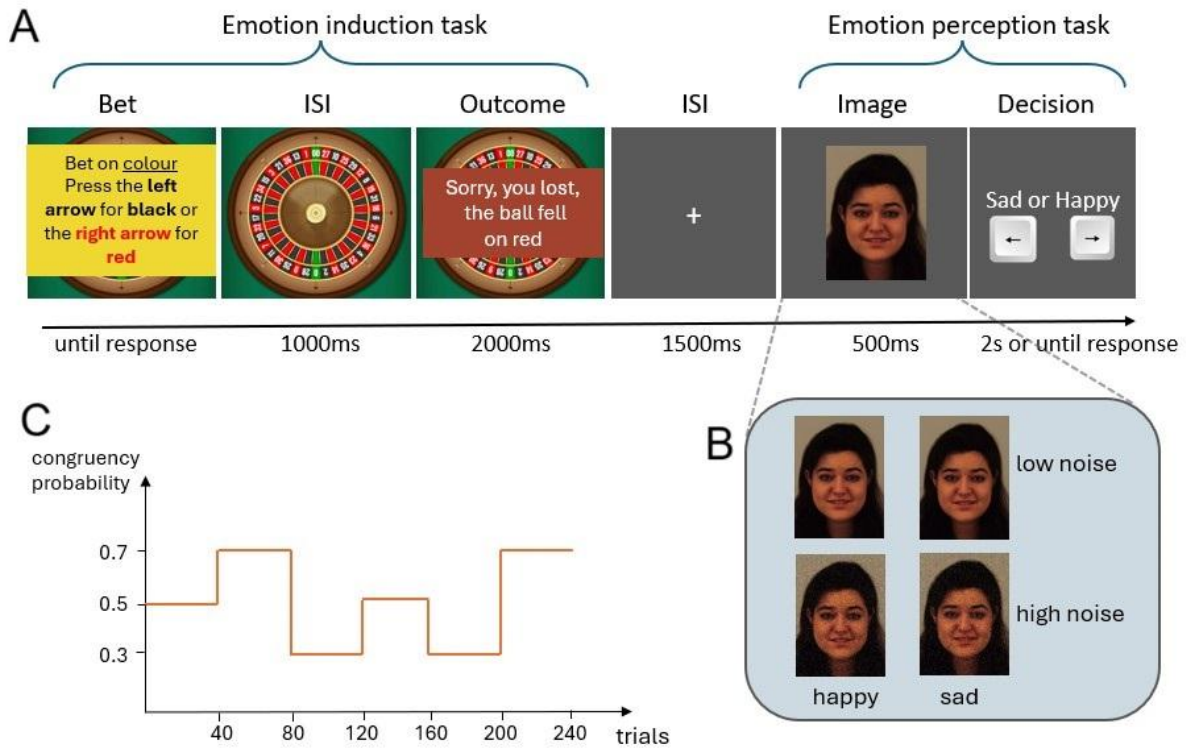 A
Emotion induction task
Emotion perception task
Bet
ISI
Outcome
ISI
Image
Decision
Bet on colour
Press the left
arrow for black or
the right arrow for
red
Sorry, you lost,
the ball fell
on red
+
Sad or Happy
← →
until response
1000ms
2000ms
1500ms
500ms
2s or until response
C
congruency
probability
0.7
0.5
0.3
40 80 120 160 200 240
trials
B
low noise
high noise
happy sad